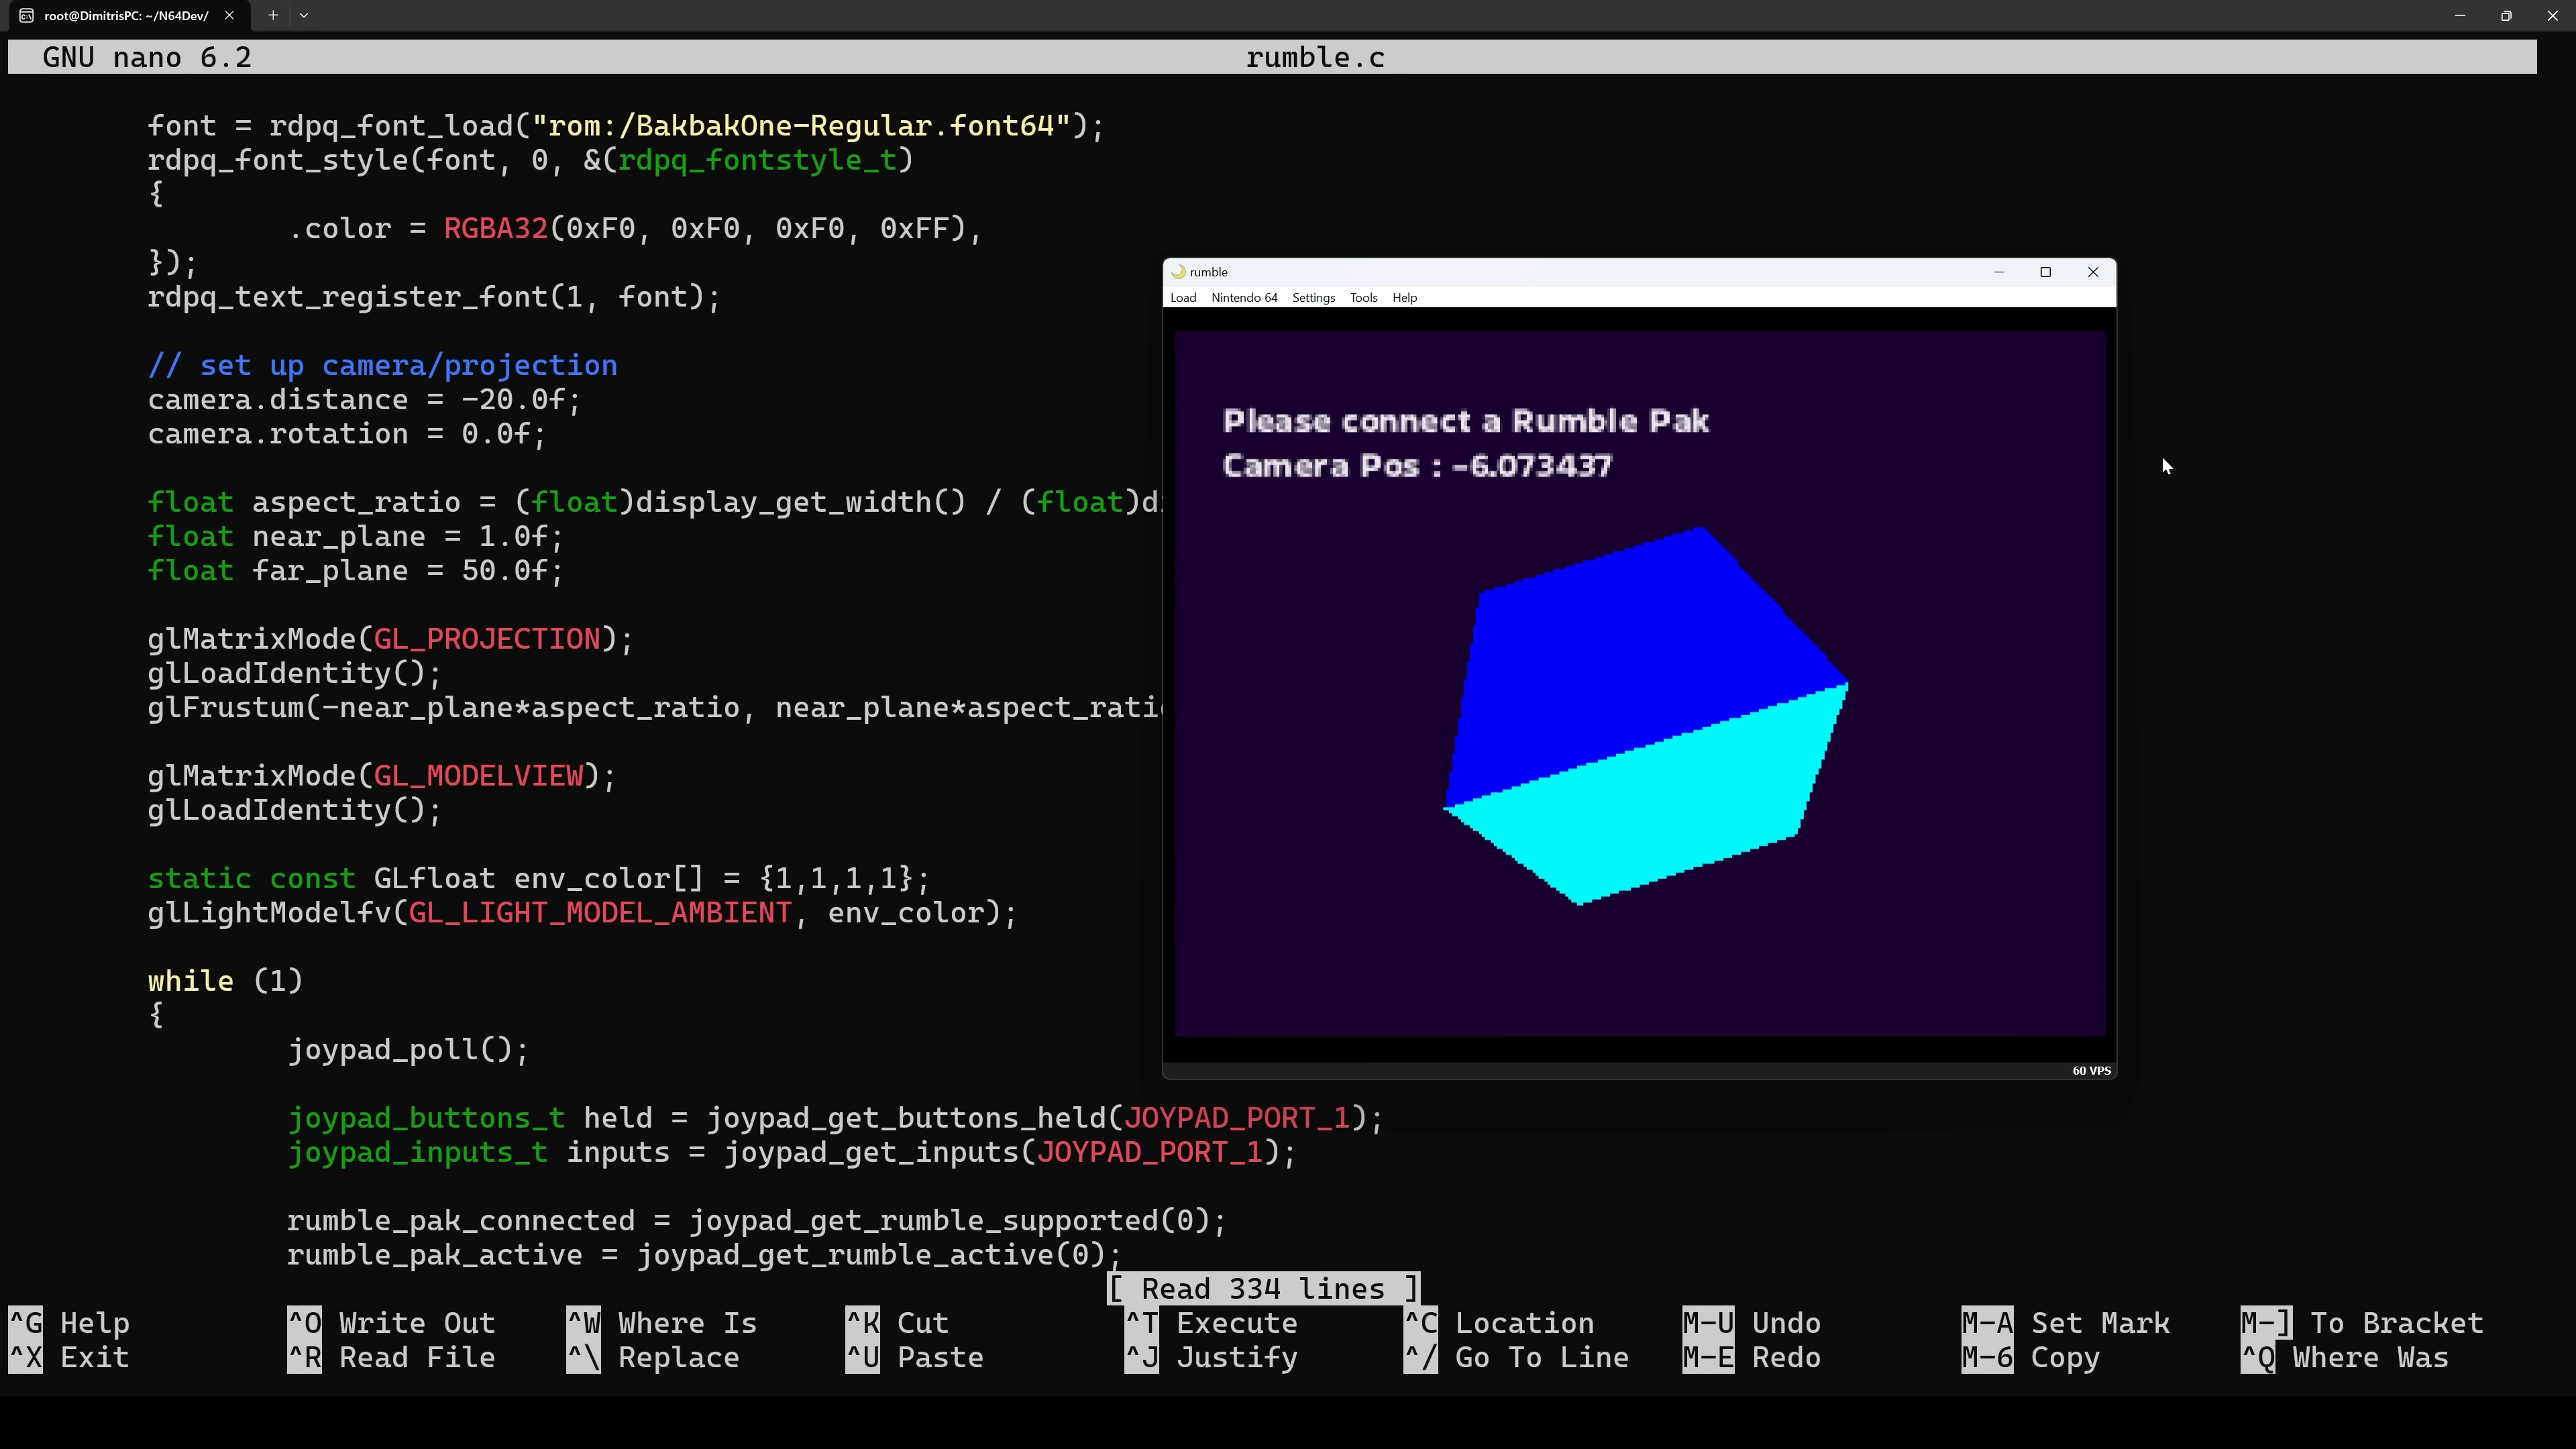 root@DimitrisPC: ~/N64Dev/
GNU nano 6.2 rumble.c
font = rdpq_font_load("rom:/BakbakOne-Regular.font64");
rdpq_font_style(font, 0, &(rdpq_fontstyle_t)
{
.color = RGBA32(0xF0, 0xF0, 0xF0, 0xFF),
});
rdpq_text_register_font(1, font);
// set up camera/projection
camera.distance = -20.0f;
camera.rotation = 0.0f;
float aspect_ratio = (float)display_get_width() / (float)di
float near_plane = 1.0f;
float far_plane = 50.0f;
glMatrixMode(GL_PROJECTION);
glLoadIdentity();
glFrustum(-near_plane*aspect_ratio, near_plane*aspect_ratio
glMatrixMode(GL_MODELVIEW);
glLoadIdentity();
static const GLfloat env_color[] = {1,1,1,1};
glLightModelfv(GL_LIGHT_MODEL_AMBIENT, env_color);
while (1)
{
joypad_poll();
joypad_buttons_t held = joypad_get_buttons_held(JOYPAD_PORT_1);
joypad_inputs_t inputs = joypad_get_inputs(JOYPAD_PORT_1);
rumble_pak_connected = joypad_get_rumble_supported(0);
rumble_pak_active = joypad_get_rumble_active(0);
rumble
Load Nintendo 64 Settings Tools Help
Please connect a Rumble Pak
Camera Pos : -6.073437
60 VPS
[ Read 334 lines ]
^G Help ^O Write Out ^W Where Is ^K Cut ^T Execute ^C Location M-U Undo M-A Set Mark M-] To Bracket
^X Exit ^R Read File ^\ Replace ^U Paste ^J Justify ^/ Go To Line M-E Redo M-6 Copy ^Q Where Was